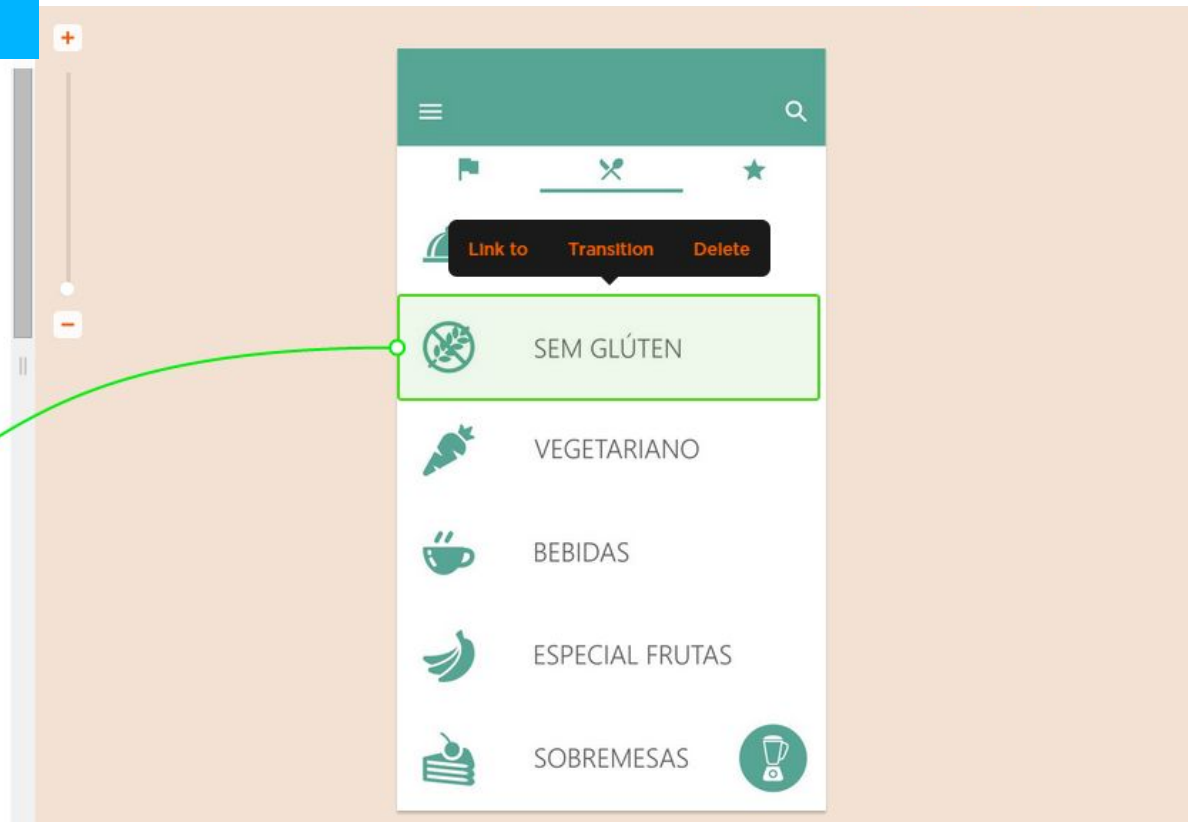 Link to
Transition
Delete
SEM GLÚTEN
VEGETARIANO
BEBIDAS
ESPECIAL FRUTAS
SOBREMESAS